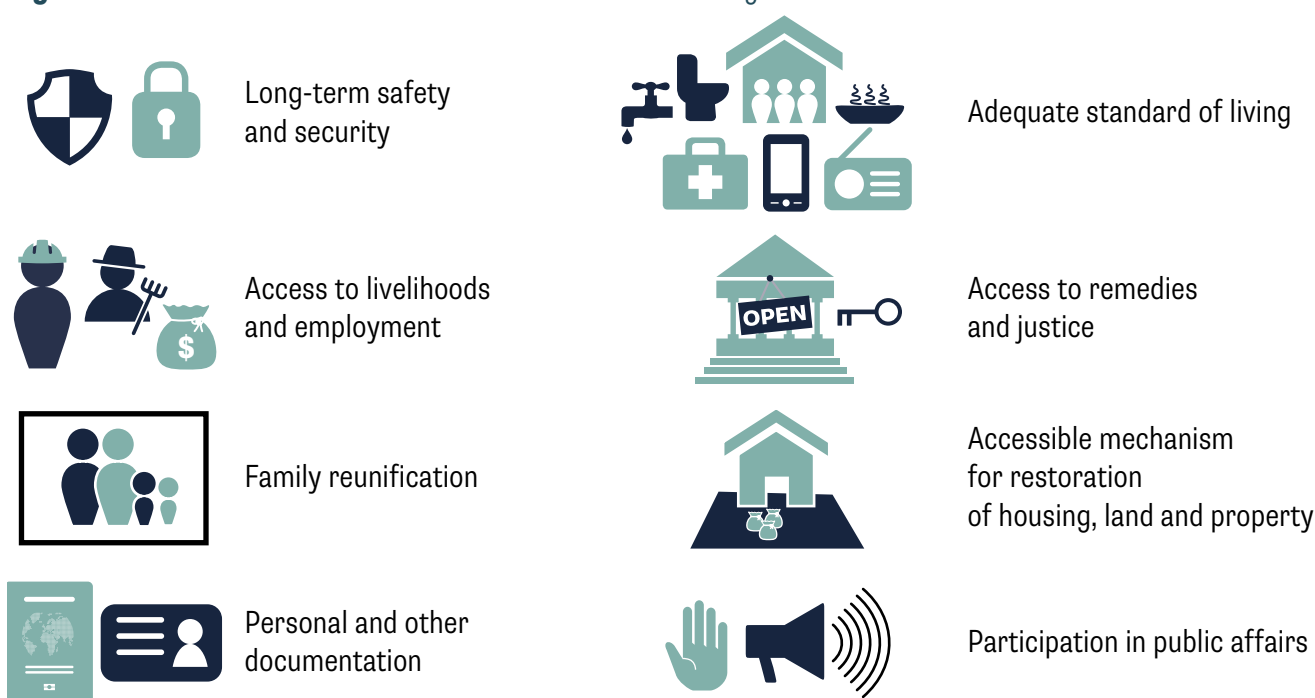 Long-term safety
and security
Adequate standard of living
Access to livelihoods
and employment
$
OPEN
Access to remedies
and justice
Family reunification
Accessible mechanism
for restoration
of housing, land and property
Personal and other
documentation
Participation in public affairs